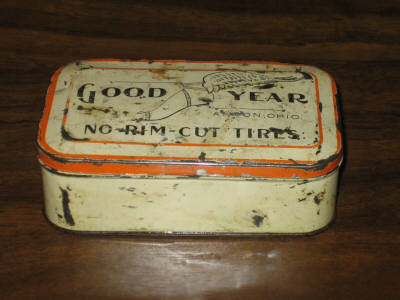 GOOD YEAR
AKRON, OHIO.
NO-RIM-CUT TIRES.